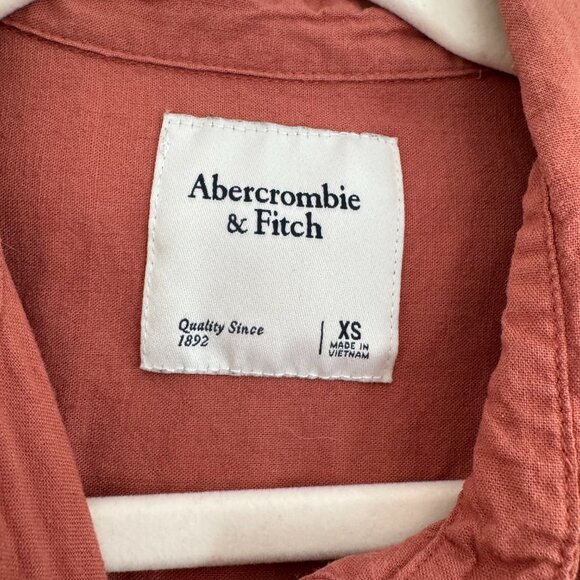 Abercrombie
& Fitch
Quality Since
1892
XS
MADE IN
VIETNAM